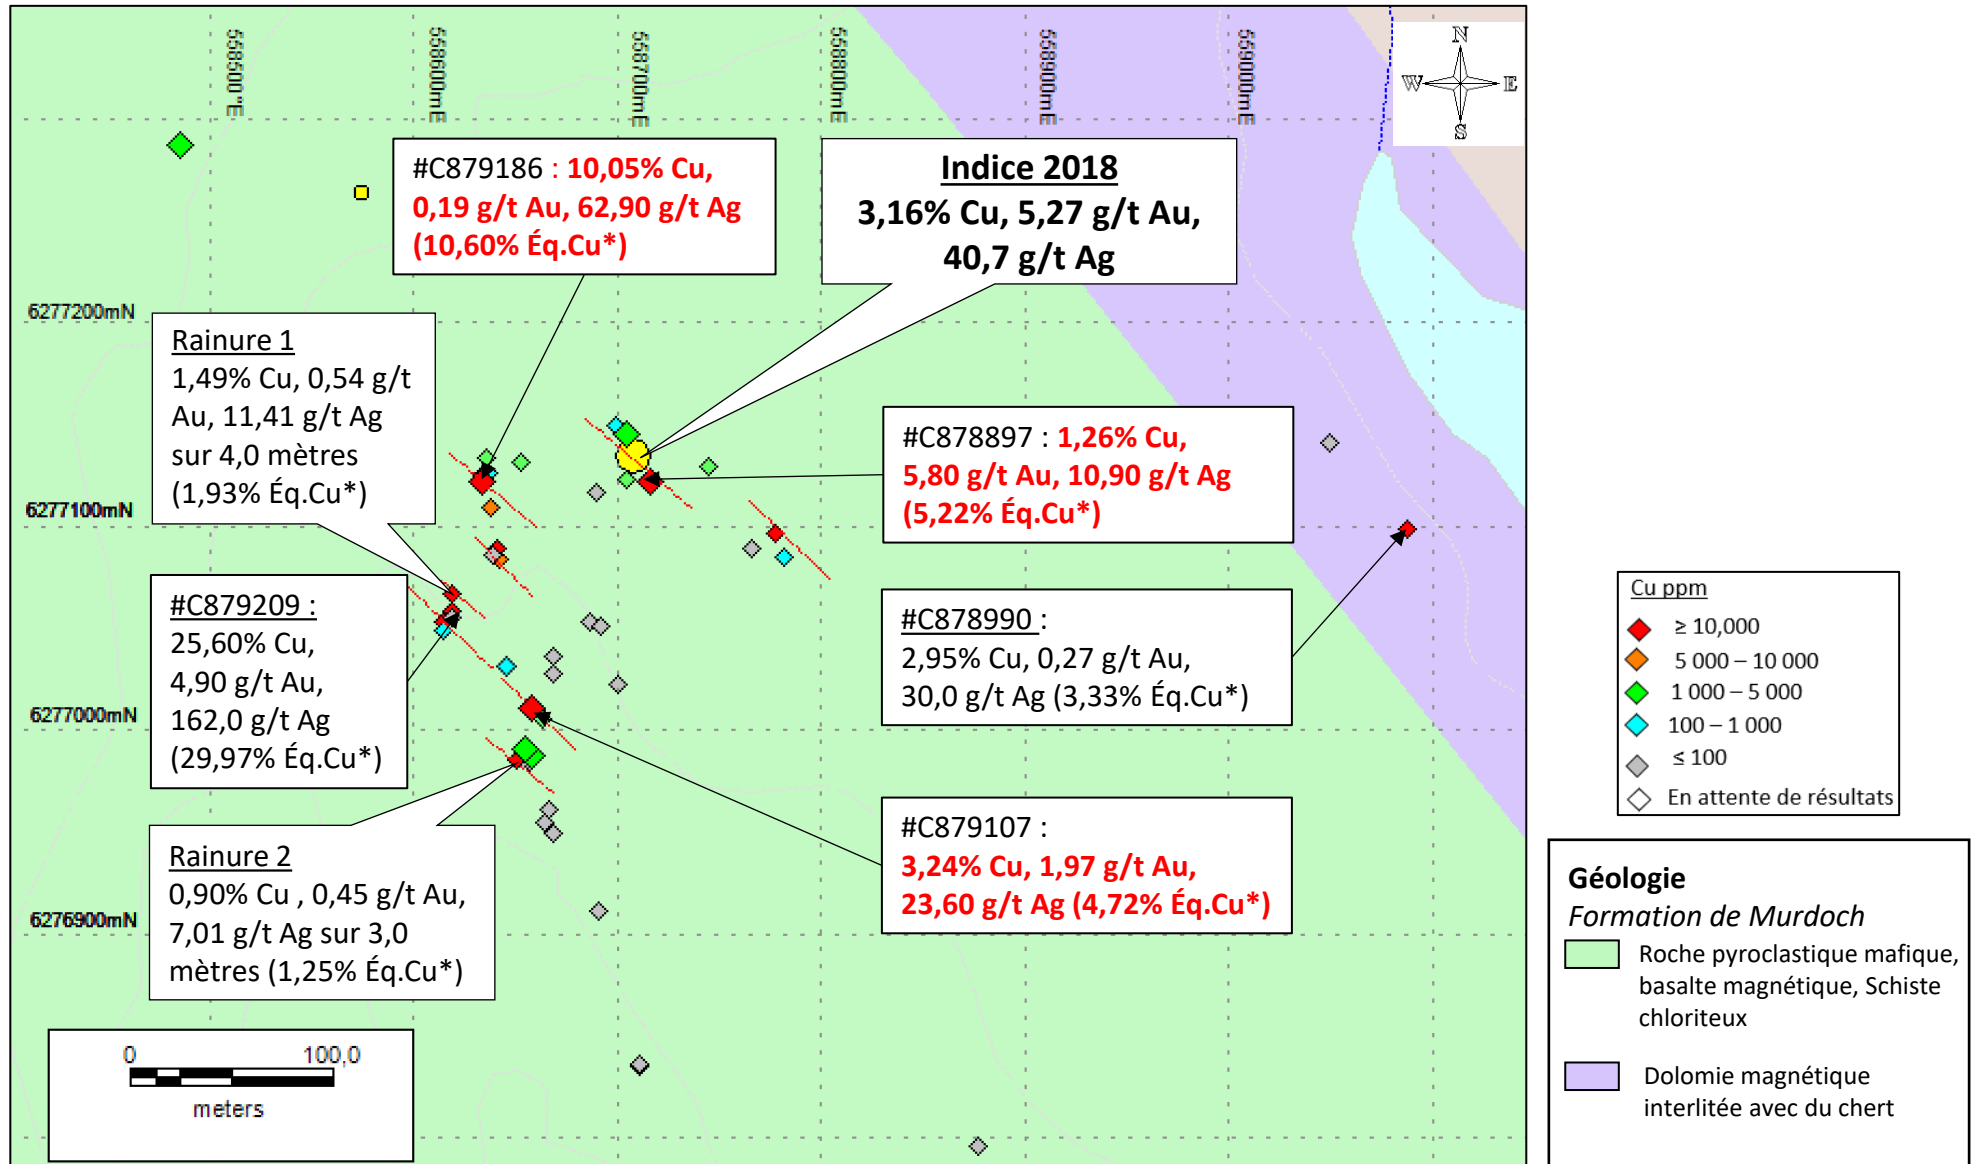 558500°E
558600mE
558700mE
558800mE
558900mE
559000mE
N
W
E
S
#C879186 : 10,05% Cu,
0,19 g/t Au, 62,90 g/t Ag
(10,60% Éq.Cu*)
Indice 2018
3,16% Cu, 5,27 g/t Au,
40,7 g/t Ag
6277200mN
Rainure 1
1,49% Cu, 0,54 g/t
Au, 11,41 g/t Ag
sur 4,0 mètres
(1,93% Éq.Cu*)
#C878897 : 1,26% Cu,
5,80 g/t Au, 10,90 g/t Ag
(5,22% Éq.Cu*)
6277100mN
#C879209 :
25,60% Cu,
4,90 g/t Au,
162,0 g/t Ag
(29,97% Éq.Cu*)
#C878990 :
2,95% Cu, 0,27 g/t Au,
30,0 g/t Ag (3,33% Éq.Cu*)
6277000mN
Rainure 2
0,90% Cu , 0,45 g/t Au,
7,01 g/t Ag sur 3,0
mètres (1,25% Éq.Cu*)
#C879107 :
3,24% Cu, 1,97 g/t Au,
23,60 g/t Ag (4,72% Éq.Cu*)
6276900mN
0 100,0
meters
Cu ppm
≥ 10,000
5 000 – 10 000
1 000 – 5 000
100 – 1 000
≤ 100
En attente de résultats
Géologie
Formation de Murdoch
Roche pyroclastique mafique,
basalte magnétique, Schiste
chloriteux
Dolomie magnétique
interlitée avec du chert